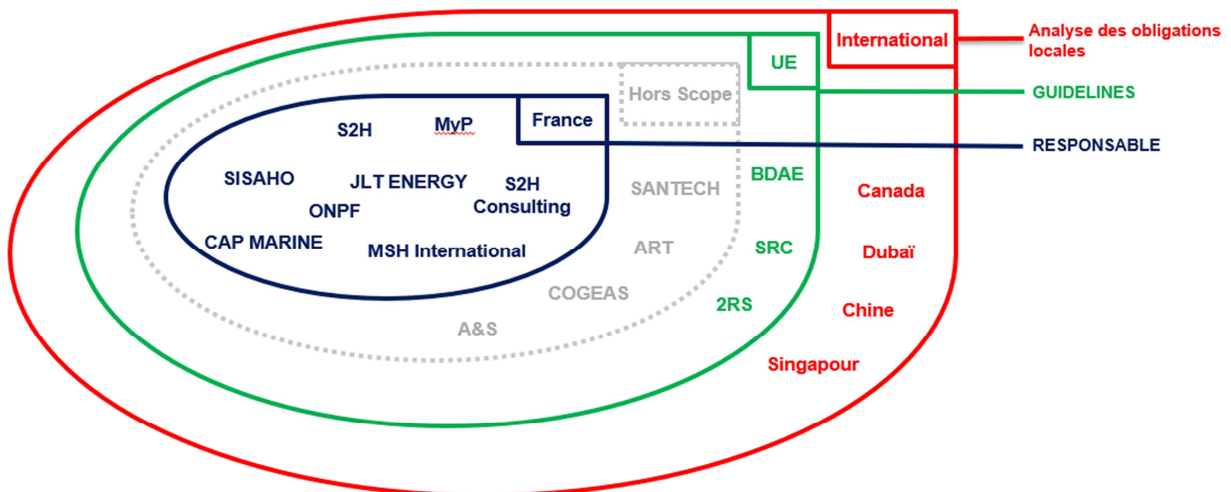 International
Analyse des obligations
locales
UE
GUIDELINES
Hors Scope
France
RESPONSABLE
S2H
MyP
SISAHO
JLT ENERGY
S2H
Consulting
ONPF
CAP MARINE
MSH International
SANTECH
ART
COGEAS
A&S
BDAE
SRC
2RS
Canada
Dubaï
Chine
Singapour